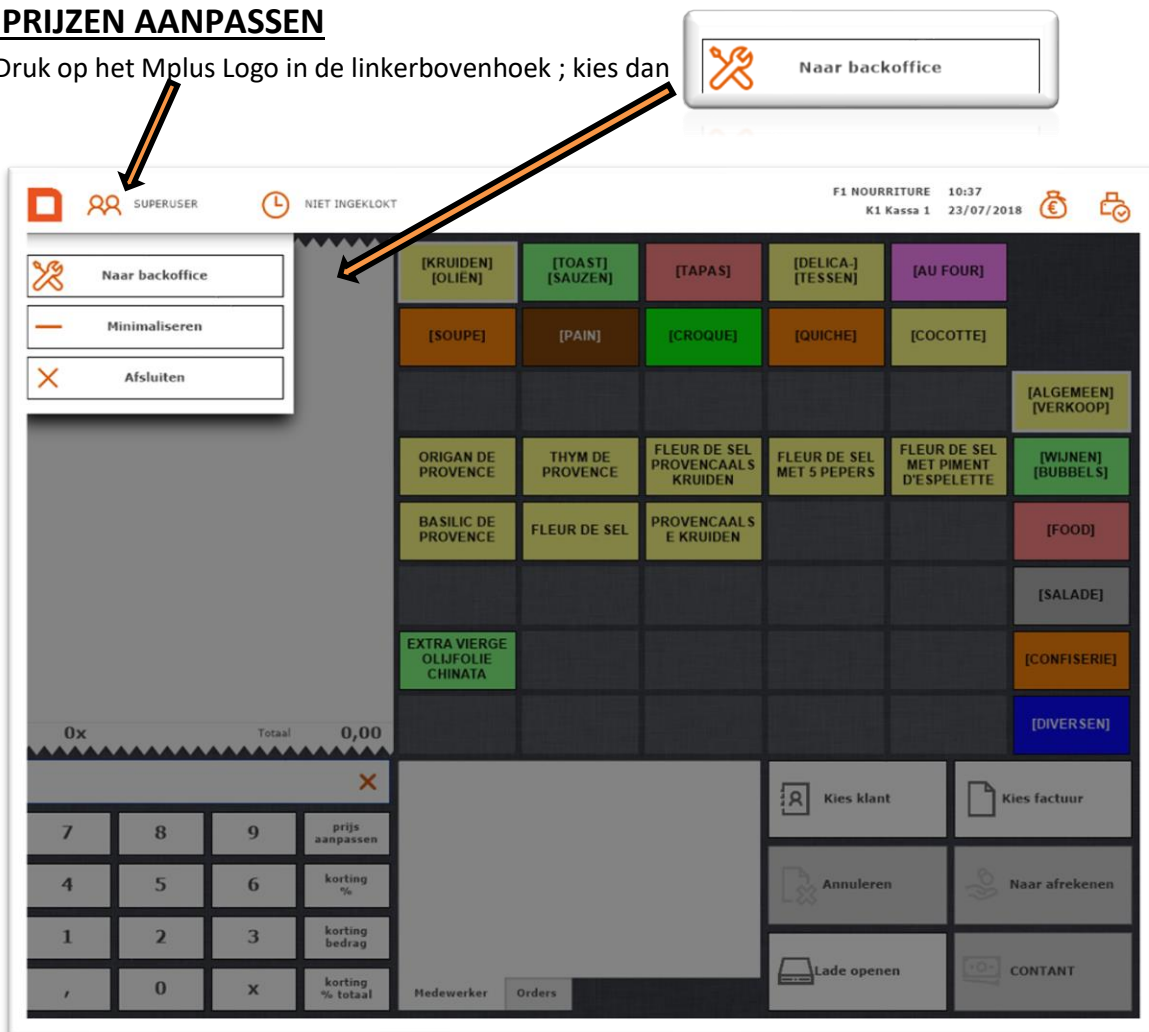 PRIJZEN AANPASSEN
Druk op het Mplus Logo in de linkerbovenhoek ; kies dan
Naar backoffice
SUPERUSER
NIET INGEKLOKT
F1 NOURRITURE 10:37
K1 Kassa 1 23/07/2018
Naar backoffice
Minimaliseren
Afsluiten
[KRUIDEN]
[OLIËN]
[TOAST]
[SAUZEN]
[TAPAS]
[DELICA-]
[TESSEN]
[AU FOUR]
[SOUPE]
[PAIN]
[CROQUE]
[QUICHE]
[COCOTTE]
[ALGEMEEN]
[VERKOOP]
ORIGAN DE
PROVENCE
THYM DE
PROVENCE
FLEUR DE SEL
PROVENCAALS
KRUIDEN
FLEUR DE SEL
MET 5 PEPERS
FLEUR DE SEL
MET PIMENT
D'ESPELETTE
[WIJNEN]
[BUBBELS]
BASILIC DE
PROVENCE
FLEUR DE SEL
PROVENCAALS
E KRUIDEN
[FOOD]
[SALADE]
EXTRA VIERGE
OLIJFOLIE
CHINATA
[CONFISERIE]
[DIVERSEN]
0x Totaal 0,00
7 8 9 prijs
aanpassen
4 5 6 korting
%
1 2 3 korting
bedrag
, 0 x korting
% totaal
Medewerker Orders
Kies klant
Kies factuur
Annuleren
Naar afrekenen
Lade openen
CONTANT